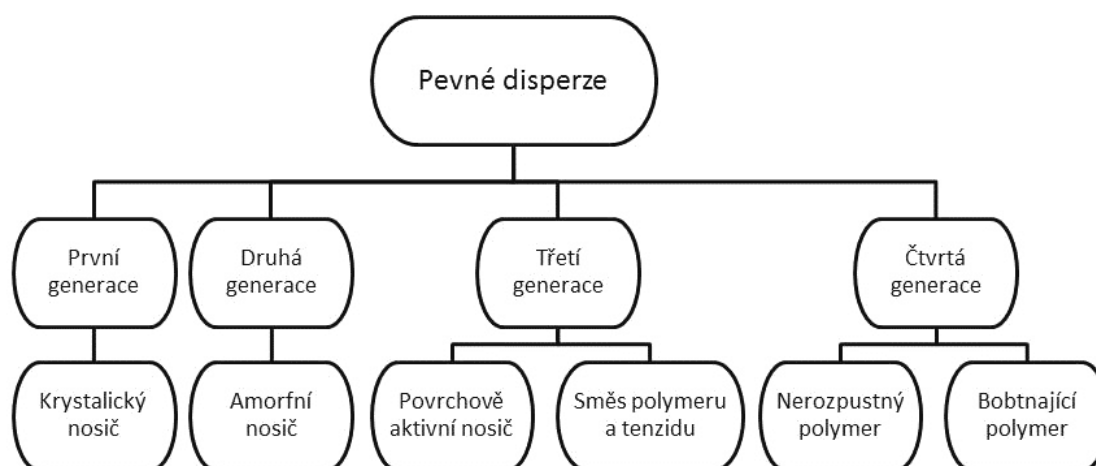 Pevné disperze
První
generace
Druhá
generace
Třetí
generace
Čtvrtá
generace
Krystalický
nosič
Amorfní
nosič
Povrchově
aktivní nosič
Směs polymeru
a tenzidu
Nerozpustný
polymer
Bobtnající
polymer